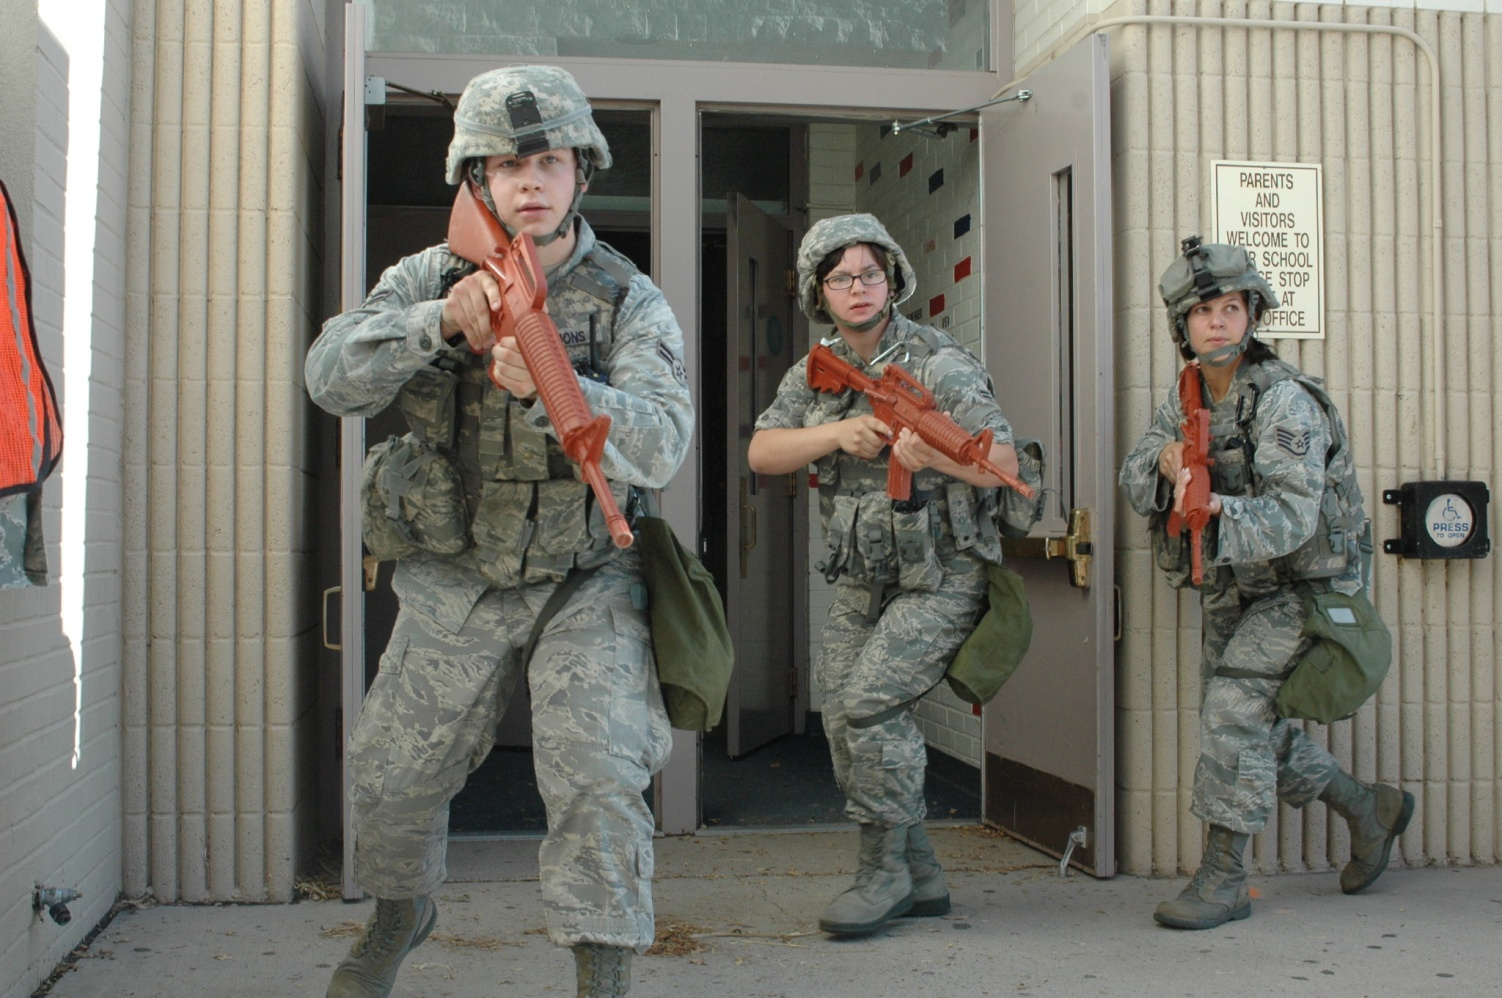 PARENTS
AND
VISITORS
WELCOME TO
SCHOOL
STOP
AT
OFFICE
PRESS
TO OPEN